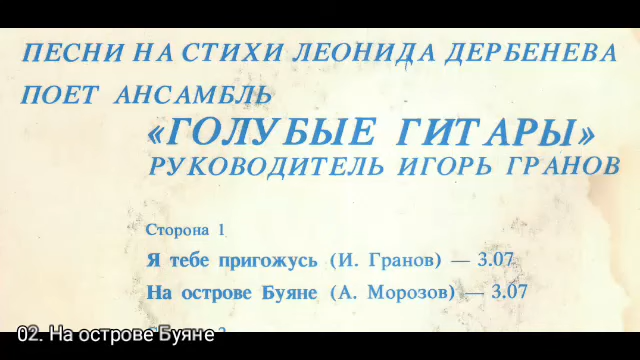 ПЕСНИ НА СТИХИ ЛЕОНИДА ДЕРБЕНЕВА
ПОЕТ АНСАМБЛЬ
«ГОЛУБЫЕ ГИТАРЫ»
РУКОВОДИТЕЛЬ ИГОРЬ ГРАНОВ
Сторона 1
Я тебе пригожусь (И. Гранов) — 3.07
На острове Буяне (А. Морозов) — 3.07
02. На острове Буяне